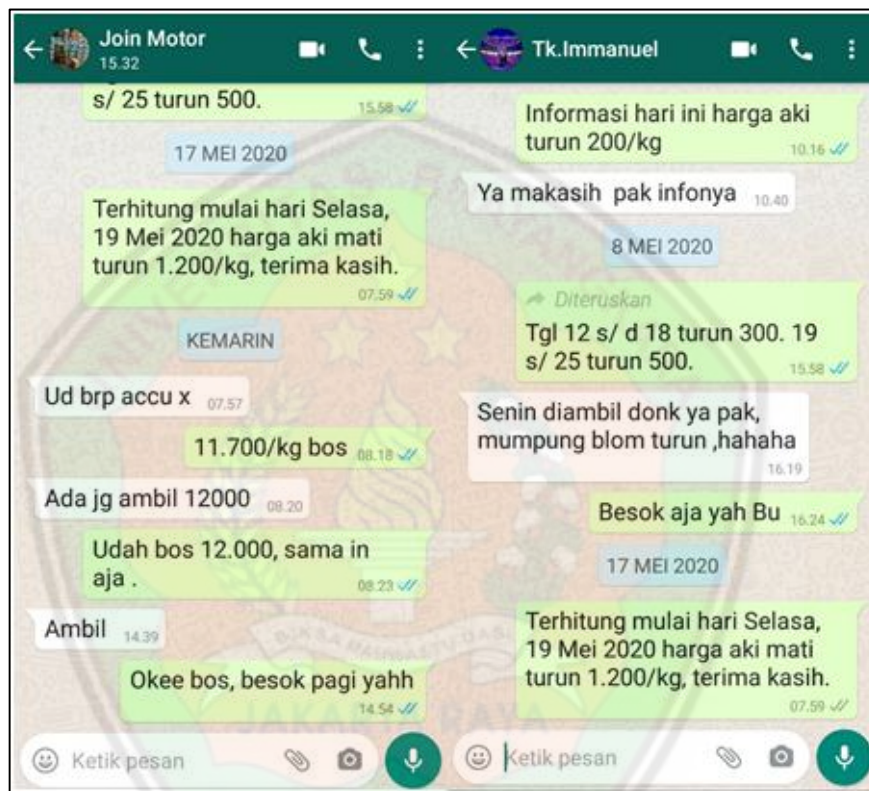 Join Motor
15.32
s/ 25 turun 500.
15.58
17 MEI 2020
Terhitung mulai hari Selasa,
19 Mei 2020 harga aki mati
turun 1.200/kg, terima kasih.
07.59
KEMARIN
Ud brp accu x
07.57
11.700/kg bos
08.18
Ada jg ambil 12000
08.20
Udah bos 12.000, sama in
aja .
08.23
Ambil
14.39
Okee bos, besok pagi yahh
14.54
Ketik pesan
Tk.Immanuel
Informasi hari ini harga aki
turun 200/kg
10.16
Ya makasih pak infonya
10.40
8 MEI 2020
Diteruskan
Tgl 12 s/ d 18 turun 300. 19
s/ 25 turun 500.
15.58
Senin diambil donk ya pak,
mumpung blom turun ,hahaha
16.19
Besok aja yah Bu
16.24
17 MEI 2020
Terhitung mulai hari Selasa,
19 Mei 2020 harga aki mati
turun 1.200/kg, terima kasih.
07.59
Ketik pesan
JAKARTA RAYA